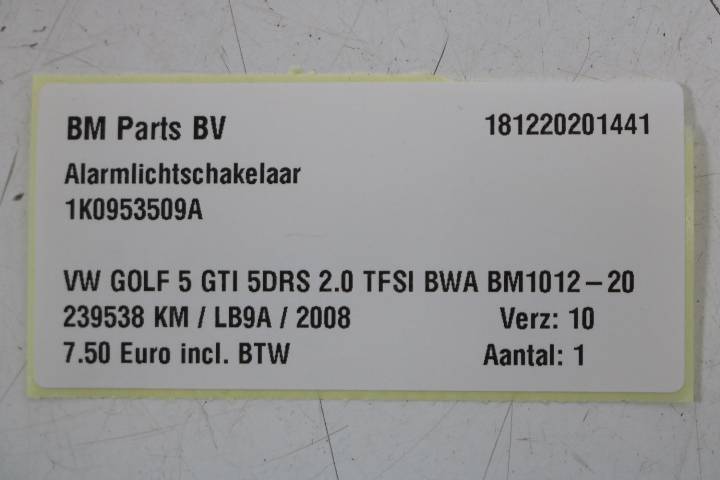 BM Parts BV 181220201441
Alarmlichtschakelaar
1K0953509A
VW GOLF 5 GTI 5DRS 2.0 TFSI BWA BM1012-20
239538 KM / LB9A / 2008 Verz: 10
7.50 Euro incl. BTW Aantal: 1